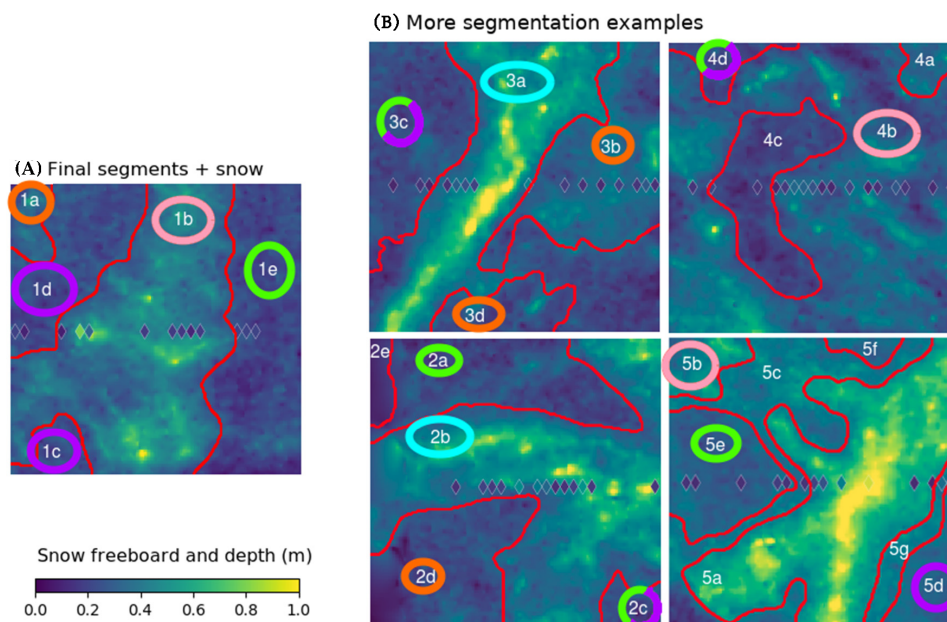 (B) More segmentation examples
3a
3c
3b
3d
4d
4a
4b
4c
(A) Final segments + snow
1a
1b
1e
1d
1c
2e
2a
2b
2d
2c
5b
5c
5f
5e
5a
5g
5d
Snow freeboard and depth (m)
0.0 0.2 0.4 0.6 0.8 1.0